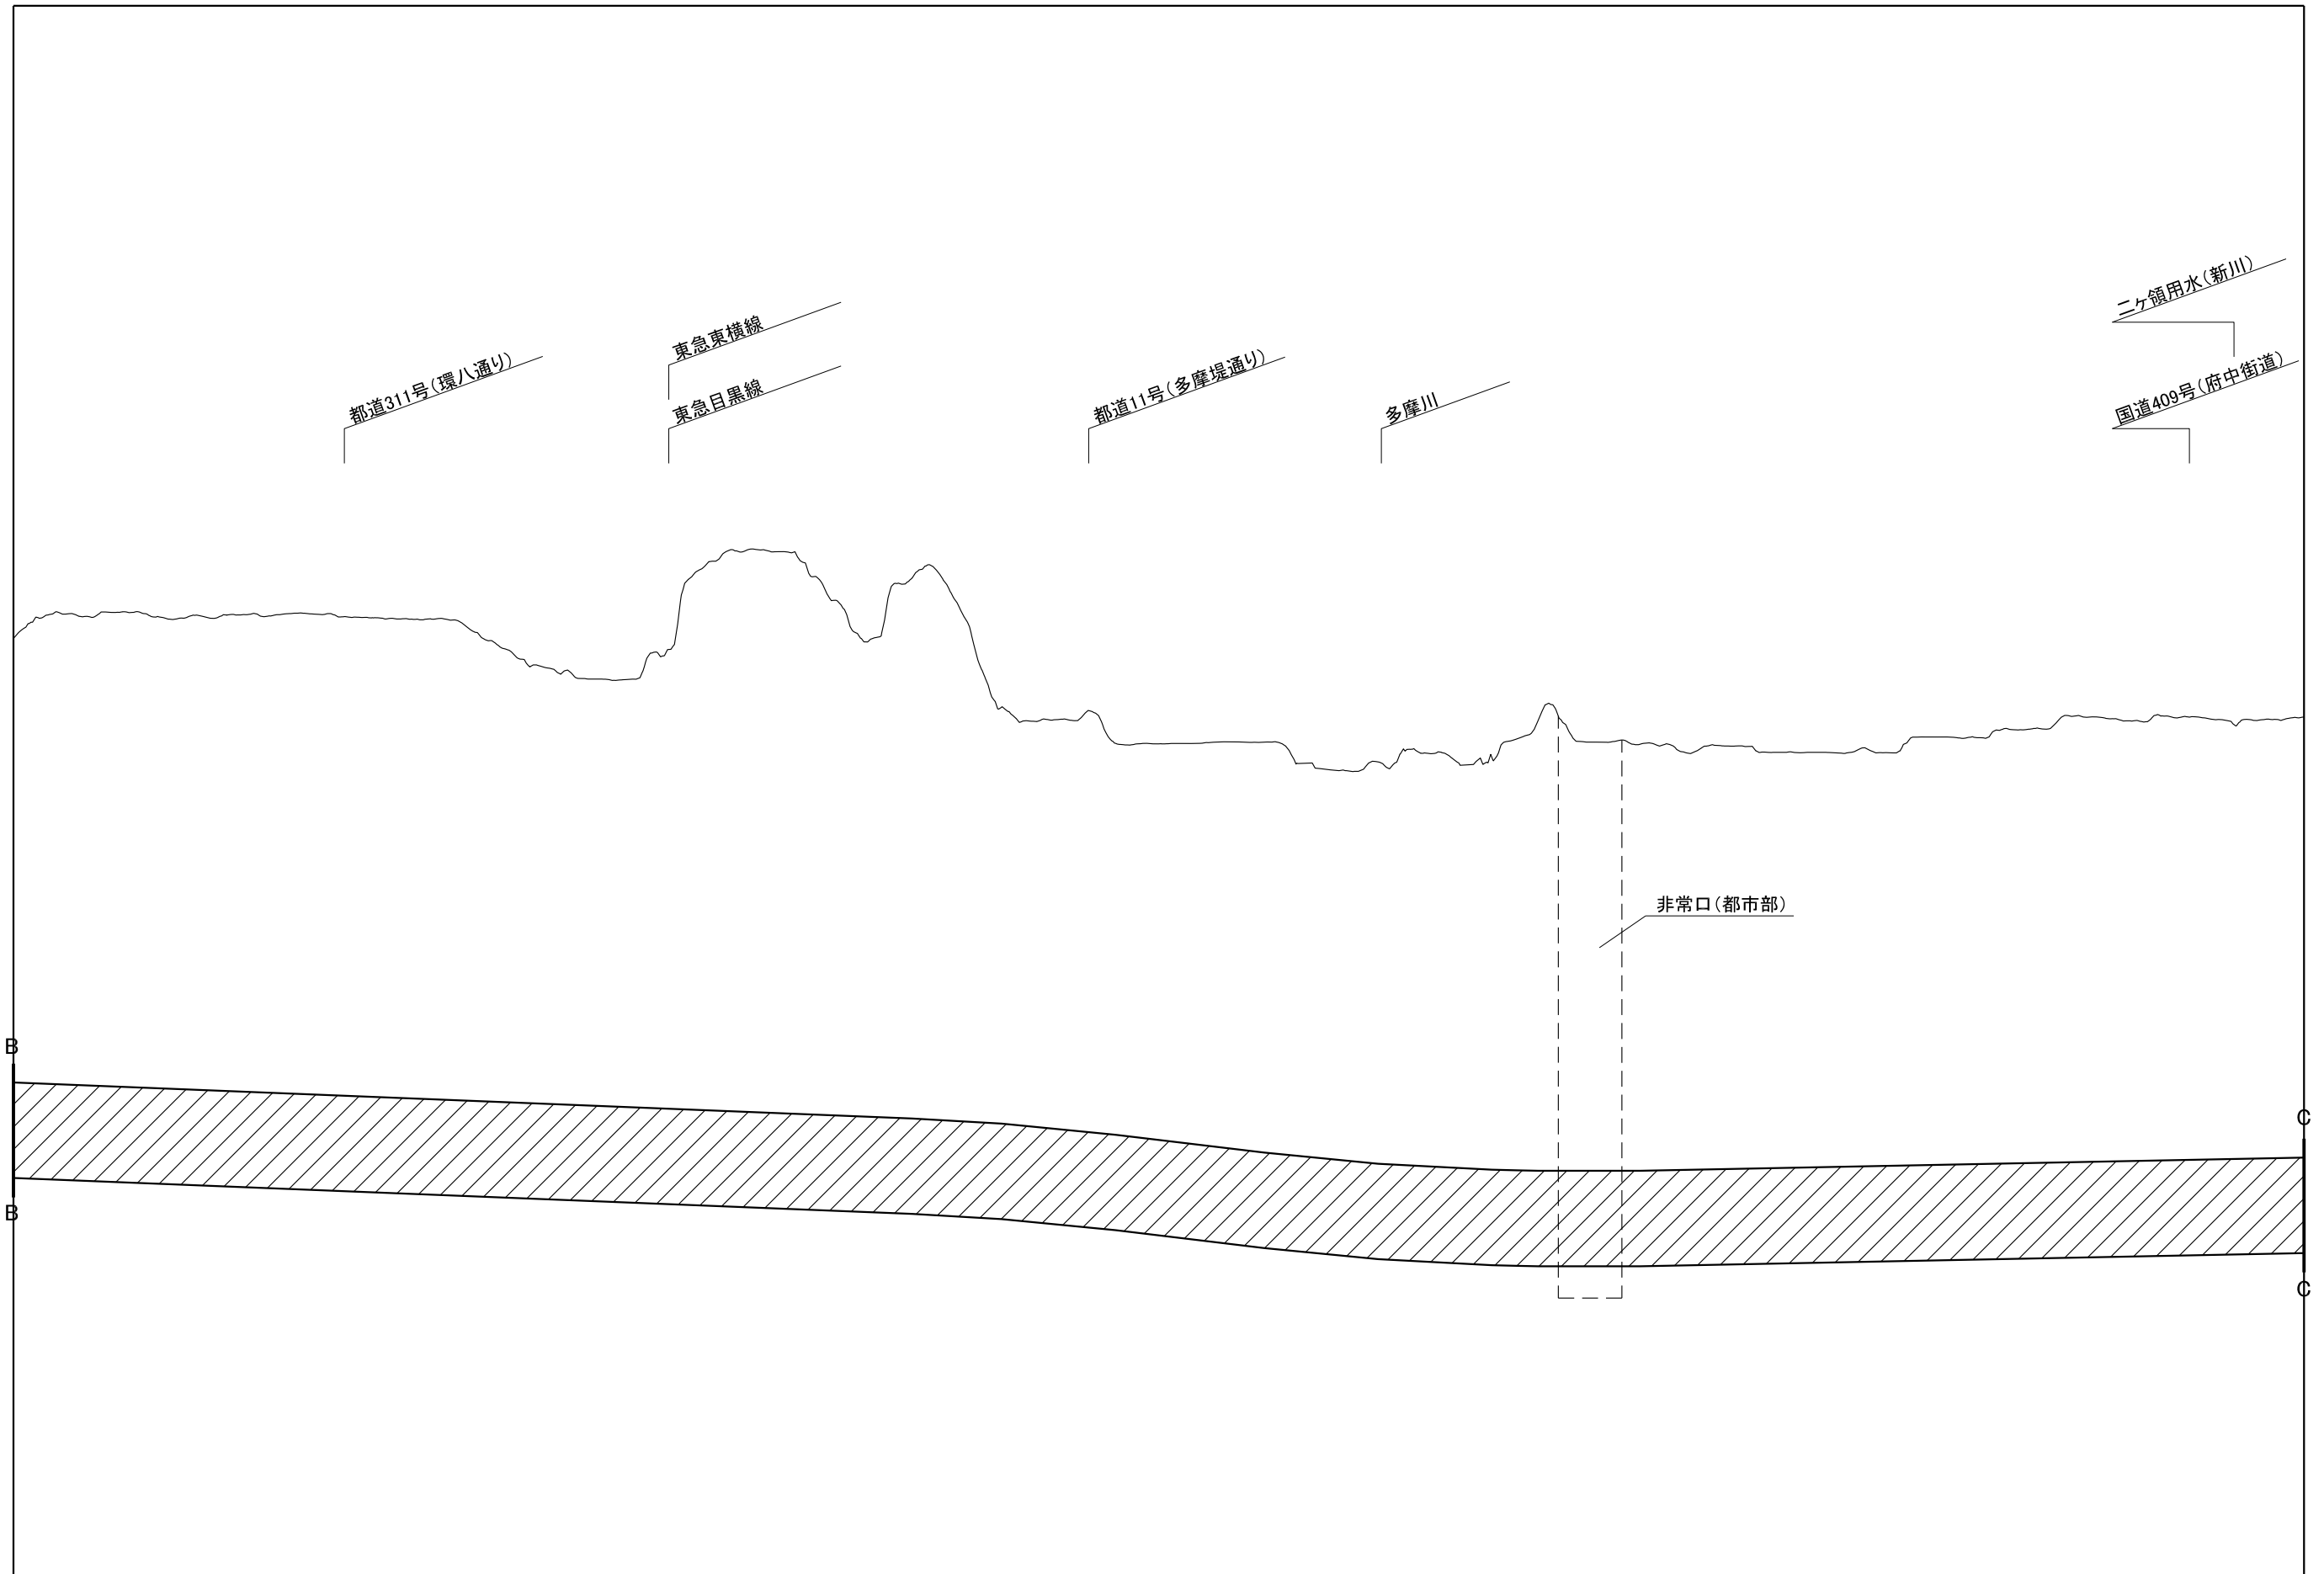 二ヶ領用水（新川）
東急東横線
都道311号（環八通り）
東急目黒線
都道11号（多摩堤通り）
多摩川
国道409号（府中街道）
非常口（都市部）
B
C
B
C